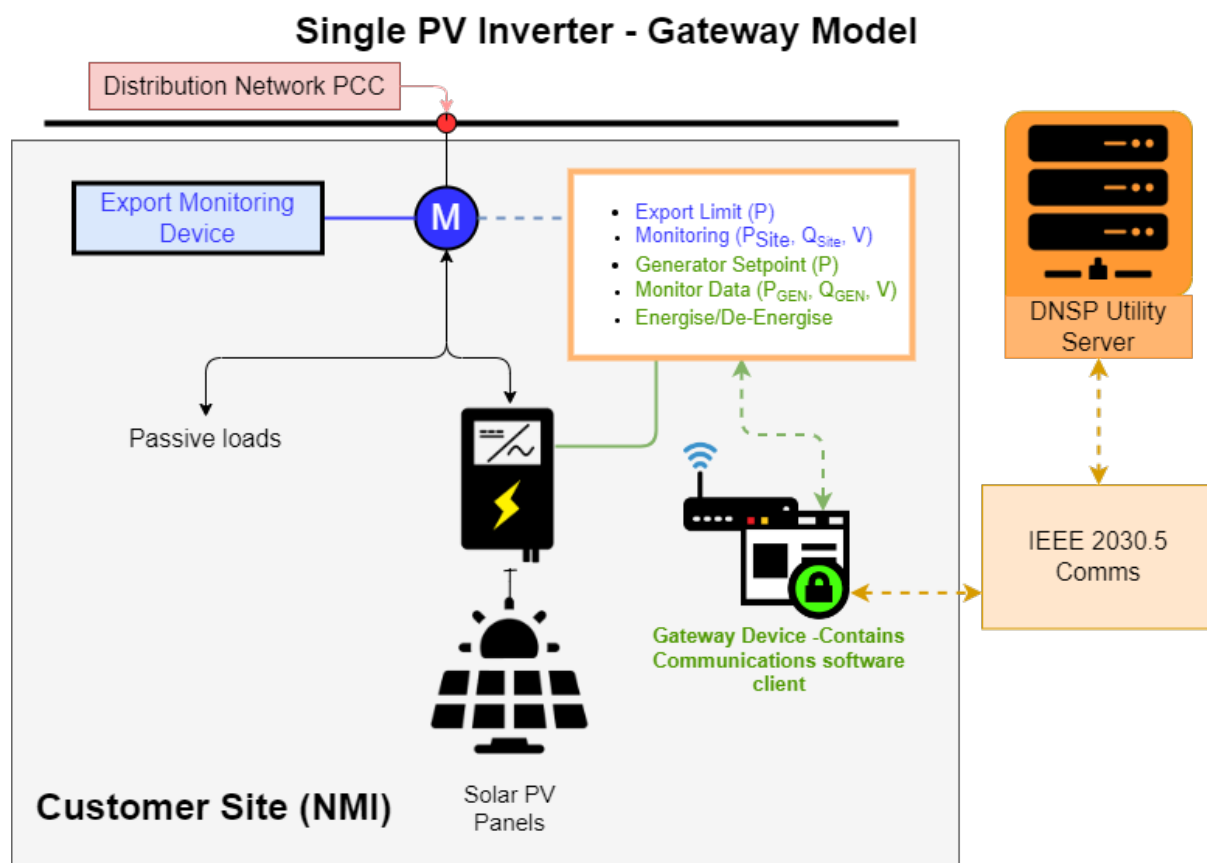 Single PV Inverter - Gateway Model
Distribution Network PCC
Export Monitoring
Device
M
Export Limit (P)
Monitoring (PSite, QSite, V)
Generator Setpoint (P)
Monitor Data (PGEN, QGEN, V)
Energise/De-Energise
DNSP Utility
Server
Passive loads
IEEE 2030.5
Comms
Gateway Device -Contains
Communications software
client
Solar PV
Panels
Customer Site (NMI)